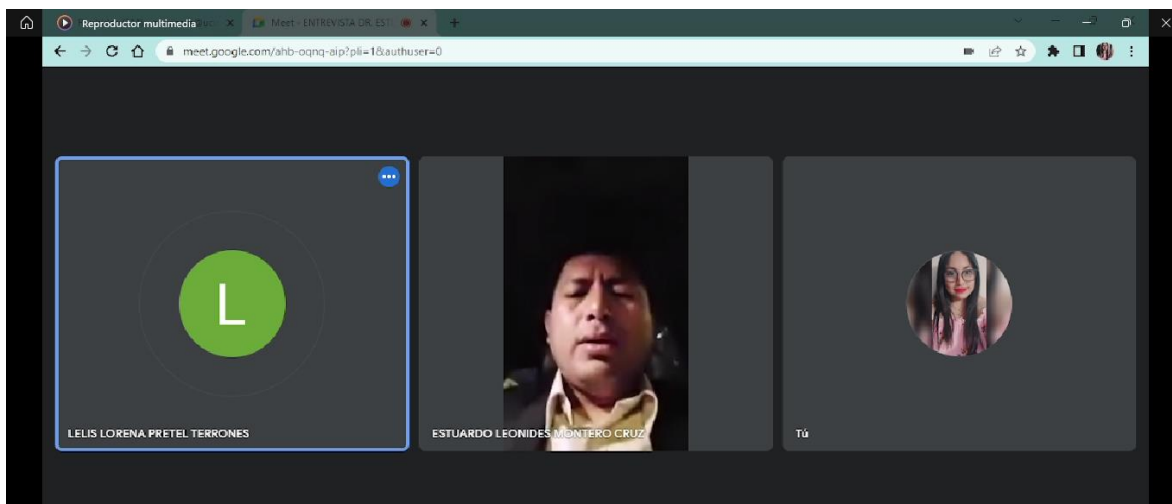 Reproductor multimedia
Meet - ENTREVISTA DR. EST
meet.google.com/ahb-oqnq-aip?pli=1&authuser=0
L
LELIS LORENA PRETEL TERRONES
ESTUARDO LEONIDES MONTERO CRUZ
Tú